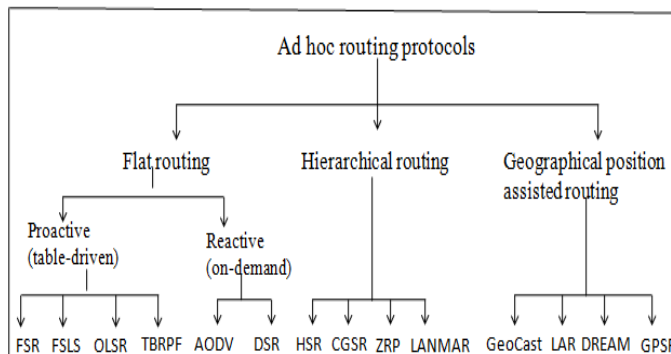 Ad hoc routing protocols
Flat routing
Hierarchical routing
Geographical position
assisted routing
Proactive
(table-driven)
Reactive
(on-demand)
FSR FSLS OLSR TBRPF AODV DSR HSR CGSR ZRP LANMAR GeoCast LAR DREAM GPSR